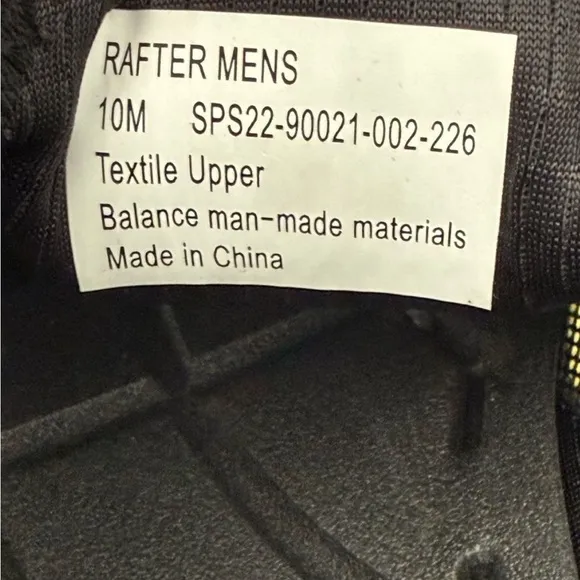 RAFTER MENS
10M SPS22-90021-002-226
Textile Upper
Balance man-made materials
Made in China